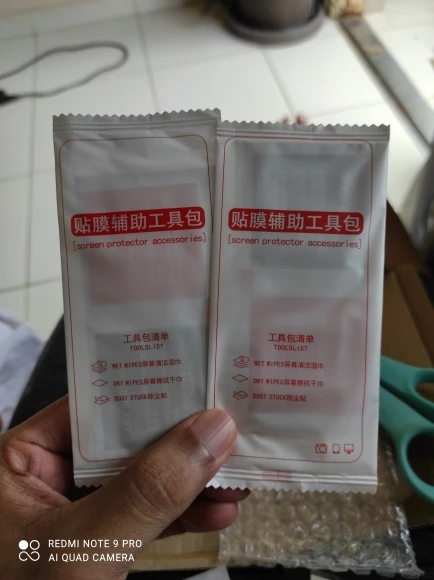 贴膜辅助工具包
[screen protector accessories]
工具包清单
TOOLSLIST
WET WIPES屏幕清洁湿巾
DRY WIPES屏幕擦拭干巾
DUST STUCK除尘贴
贴膜辅助工具包
[screen protector accessories]
工具包清单
TOOLSLIST
WET WIPES屏幕清洁湿巾
DRY WIPES屏幕擦拭干巾
DUST STUCK除尘贴
REDMI NOTE 9 PRO
AI QUAD CAMERA